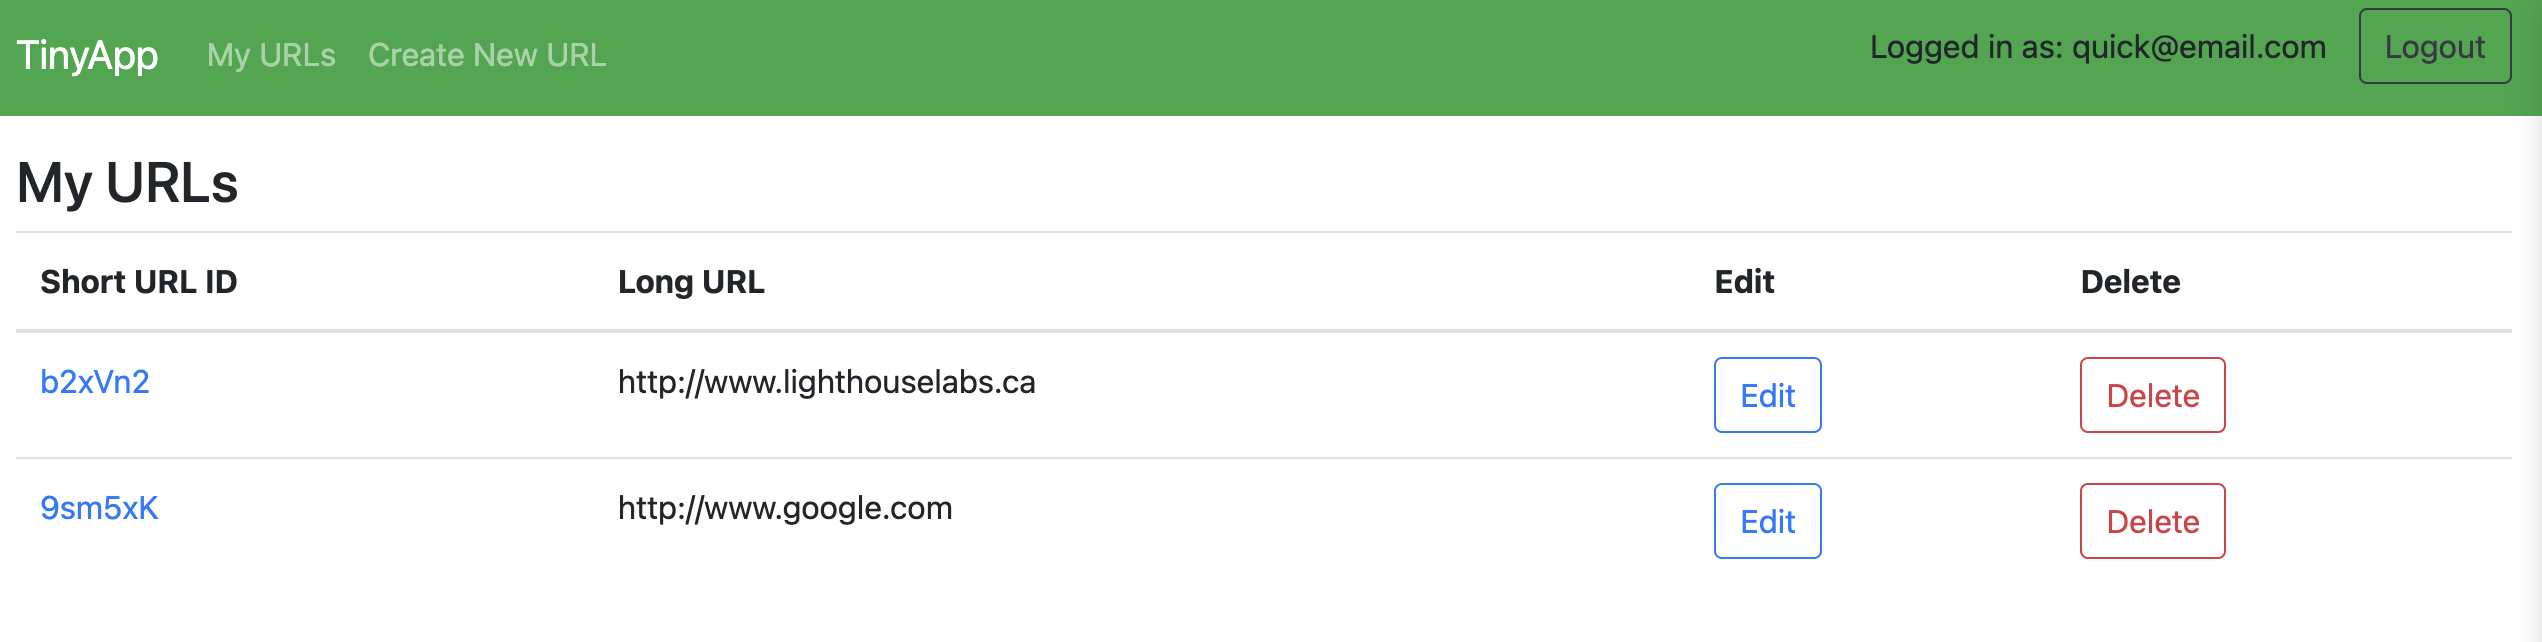 TinyApp My URLs Create New URL Logged in as: quick@email.com Logout
My URLs
Short URL ID Long URL Edit Delete
b2xVn2 http://www.lighthouselabs.ca Edit Delete
9sm5xK http://www.google.com Edit Delete